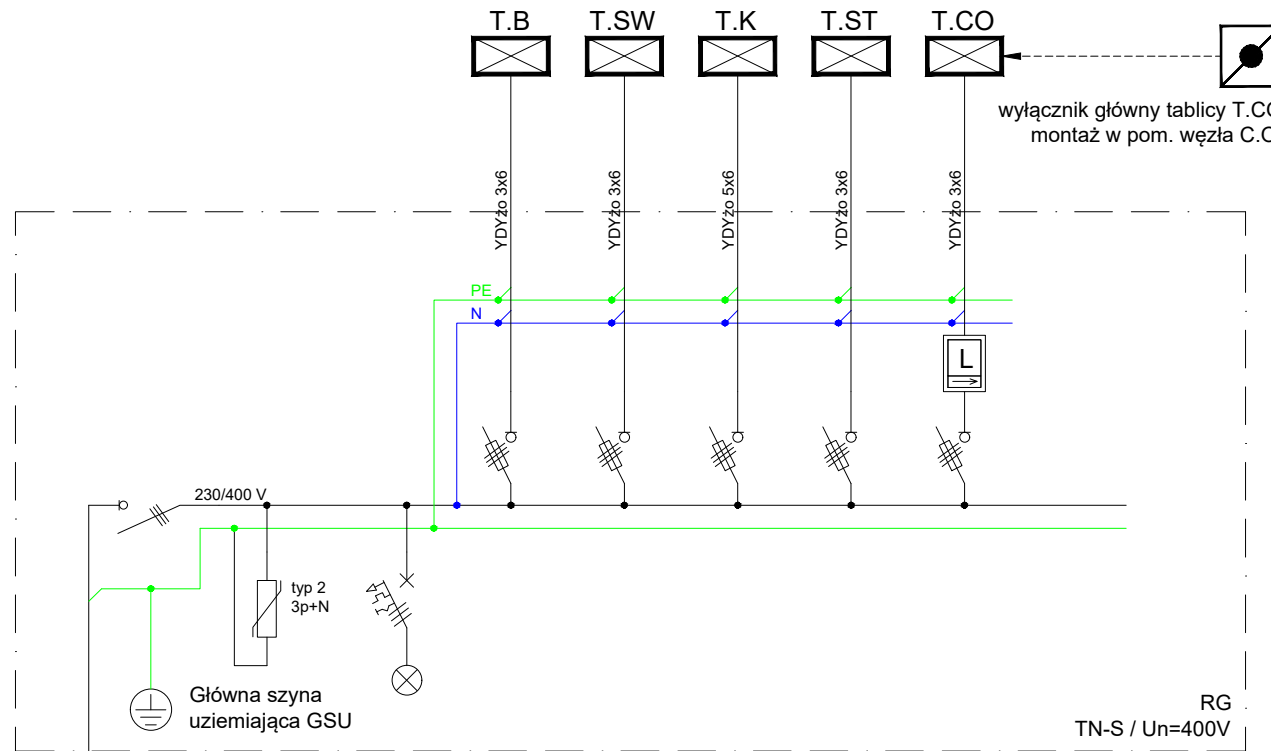 T.B
T.SW
T.K
T.ST
T.CO
wyłącznik główny tablicy T.CO
montaż w pom. węzła C.O
YDYżo 3x6
YDYżo 3x6
YDYżo 5x6
YDYżo 3x6
YDYżo 3x6
PE
N
L
230/400 V
typ 2
3p+N
Główna szyna
uziemiająca GSU
RG
TN-S / Un=400V